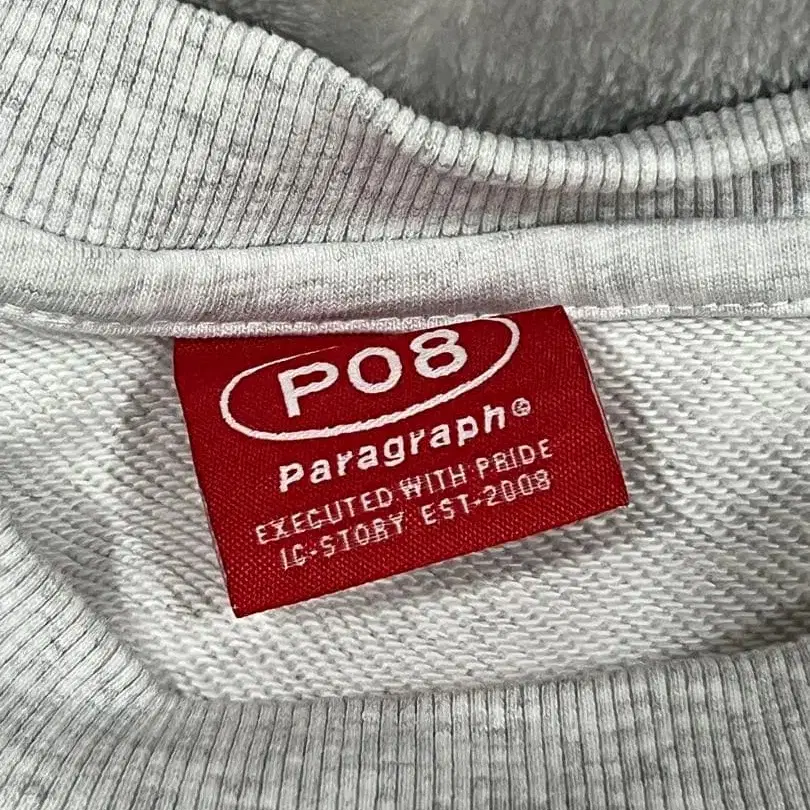 P08
Paragraph®
EXECUTED WITH PRIDE
IC-STORY EST-2008